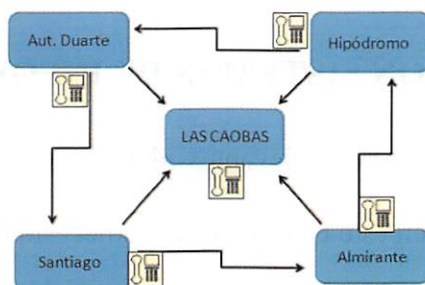 Aut. Duarte
Hipódromo
LAS CAOBAS
Santiago
Almirante